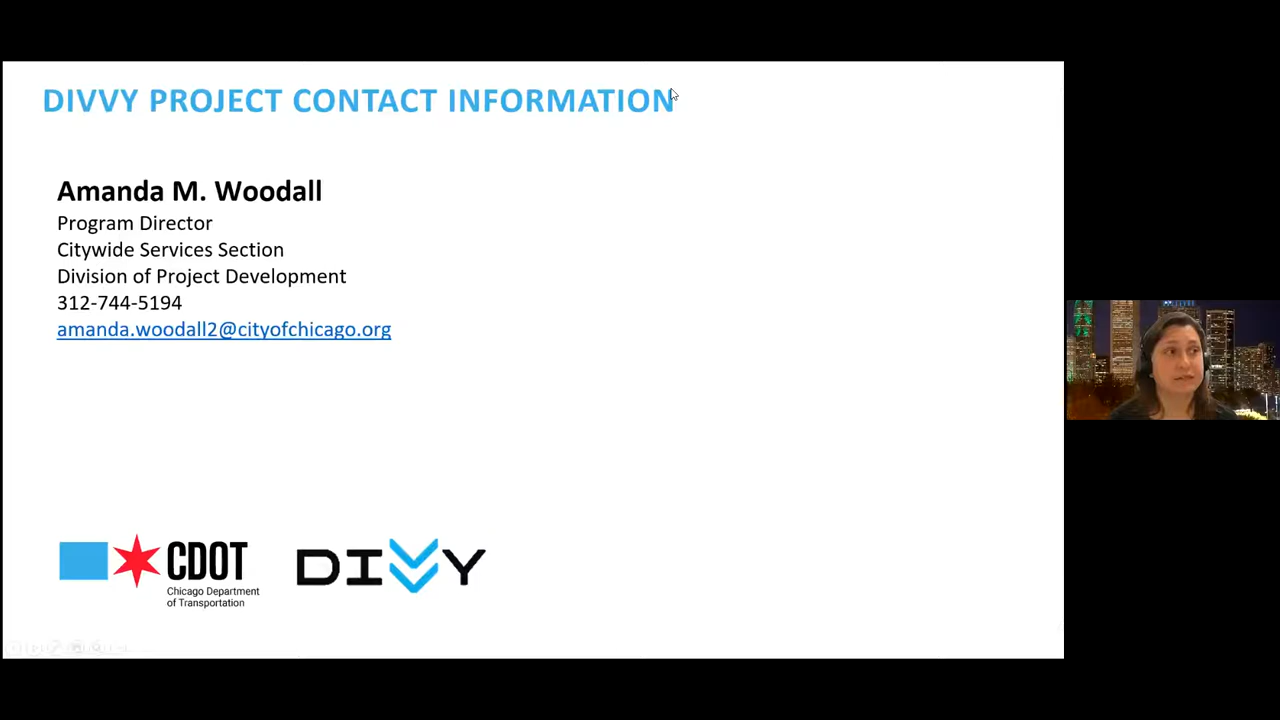 DIVVY PROJECT CONTACT INFORMATION
Amanda M. Woodall
Program Director
Citywide Services Section
Division of Project Development
312-744-5194
amanda.woodall2@cityofchicago.org
CDOT
Chicago Department
of Transportation
DIVVY